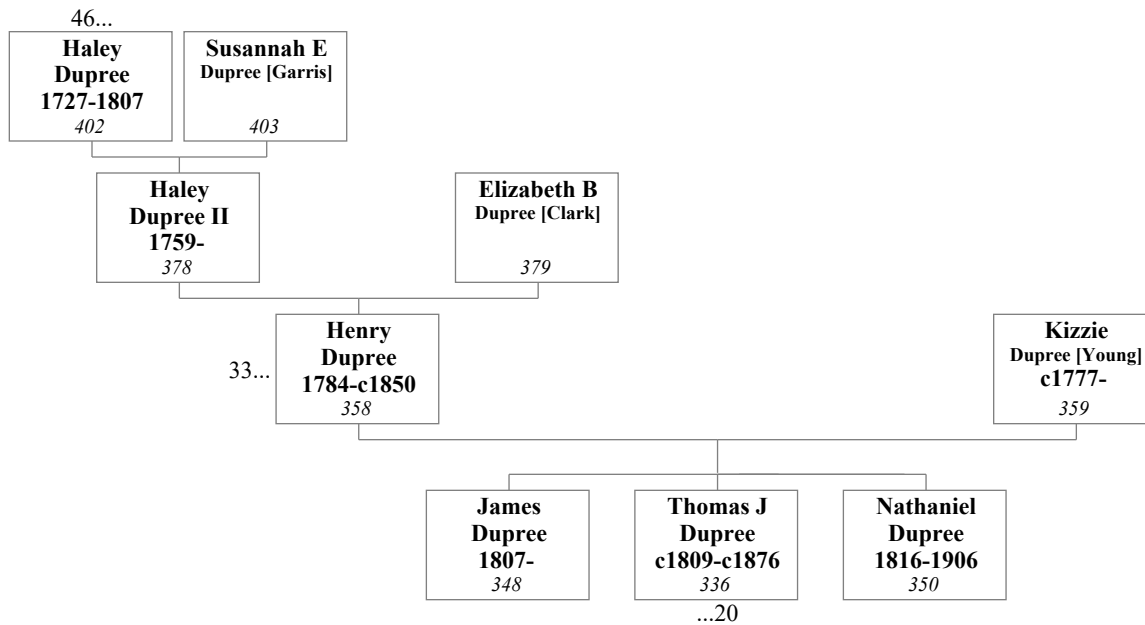 46...
Haley
Dupree
1727-1807
402
Susannah E
Dupree [Garris]
403
Haley
Dupree II
1759-
378
Elizabeth B
Dupree [Clark]
379
33...
Henry
Dupree
1784-c1850
358
Kizzie
Dupree [Young]
c1777-
359
James
Dupree
1807-
348
Thomas J
Dupree
c1809-c1876
336
Nathaniel
Dupree
1816-1906
350
...20